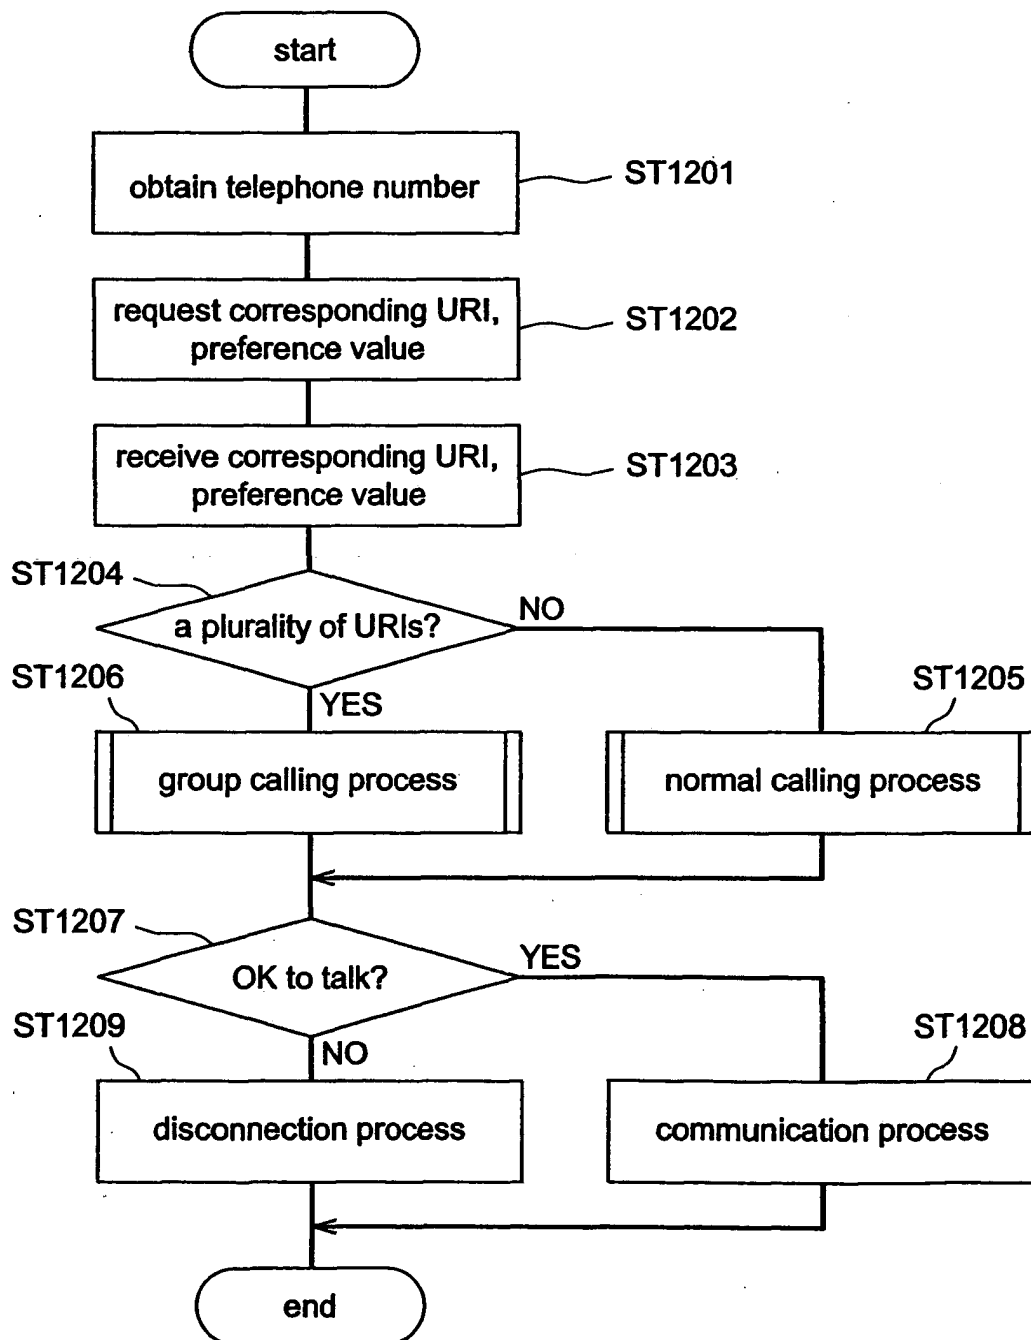 start
obtain telephone number
ST1201
request corresponding URI,
preference value
ST1202
receive corresponding URI,
preference value
ST1203
ST1204
a plurality of URIs?
NO
YES
ST1206
group calling process
ST1205
normal calling process
ST1207
OK to talk?
YES
NO
ST1209
disconnection process
ST1208
communication process
end